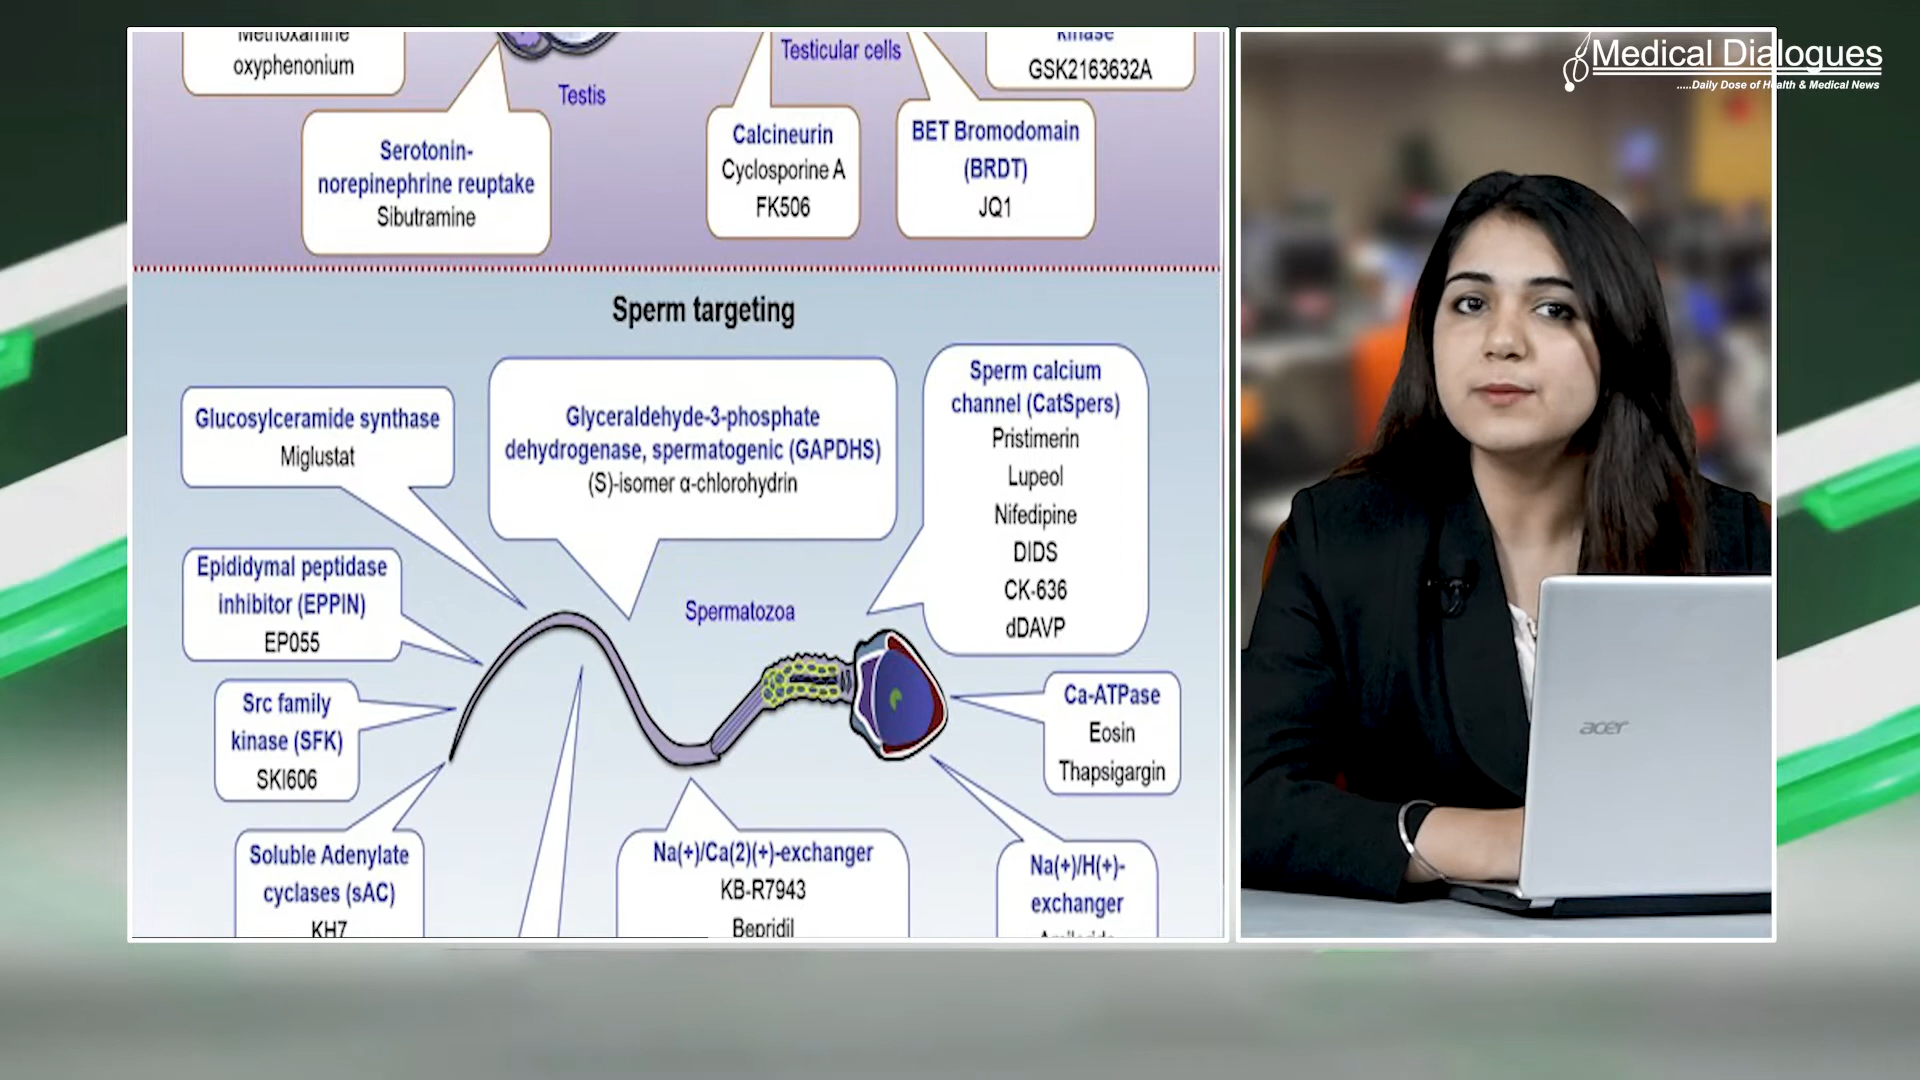 Methoxamine
oxyphenonium
Testis
Testicular cells
kinase
GSK2163632A
Serotonin-
norepinephrine reuptake
Sibutramine
Calcineurin
Cyclosporine A
FK506
BET Bromodomain
(BRDT)
JQ1
Sperm targeting
Glucosylceramide synthase
Miglustat
Glyceraldehyde-3-phosphate
dehydrogenase, spermatogenic (GAPDHS)
(S)-isomer α-chlorohydrin
Sperm calcium
channel (CatSpers)
Pristimerin
Lupeol
Nifedipine
DIDS
CK-636
dDAVP
Epididymal peptidase
inhibitor (EPPIN)
EP055
Spermatozoa
Src family
kinase (SFK)
SKI606
Ca-ATPase
Eosin
Thapsigargin
Soluble Adenylate
cyclases (sAC)
KH7
Na(+)/Ca(2)(+)-exchanger
KB-R7943
Bepridil
Na(+)/H(+)-
exchanger
Medical Dialogues
.....Daily Dose of Health & Medical News
acer